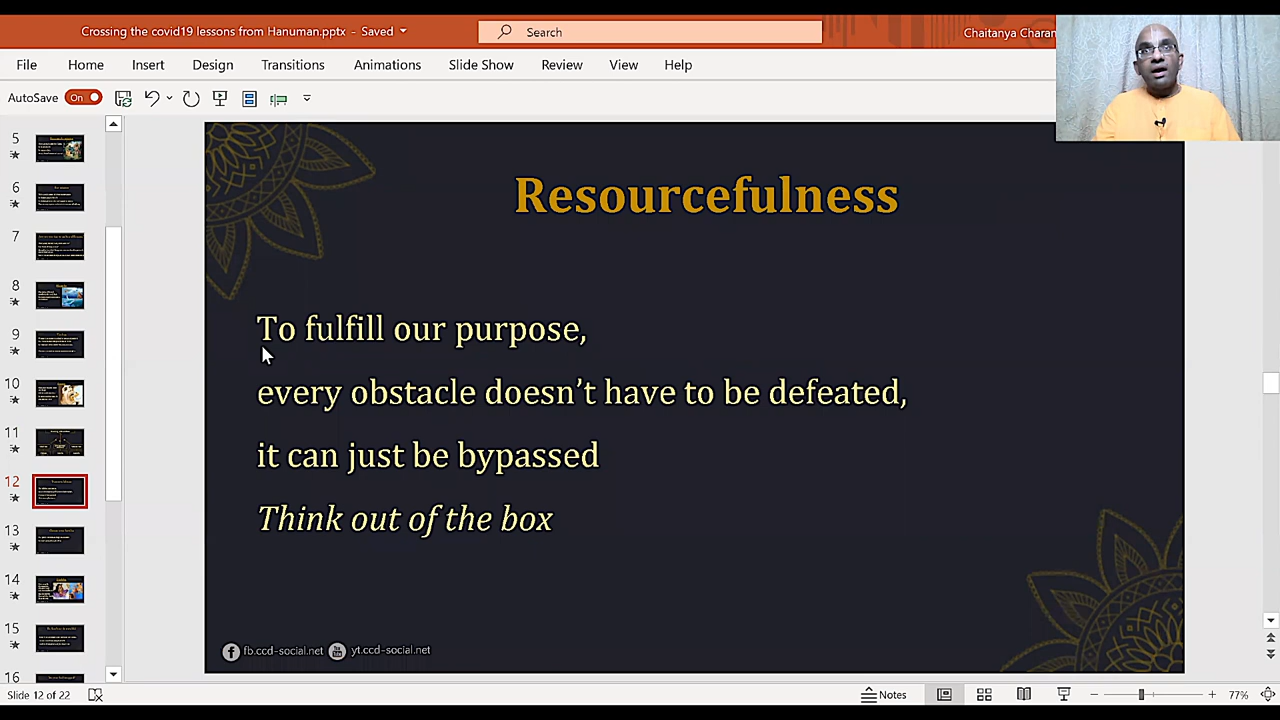 Crossing the covid19 lessons from Hanuman.pptx - Saved
Search
Chaitanya Charan
File Home Insert Design Transitions Animations Slide Show Review View Help
AutoSave On
5
6
7
8
9
10
11
12
13
14
15
16
Resourcefulness
To fulfill our purpose,
every obstacle doesn't have to be defeated,
it can just be bypassed
Think out of the box
fb.ccd-social.net yt.ccd-social.net
Slide 12 of 22
Notes
77%